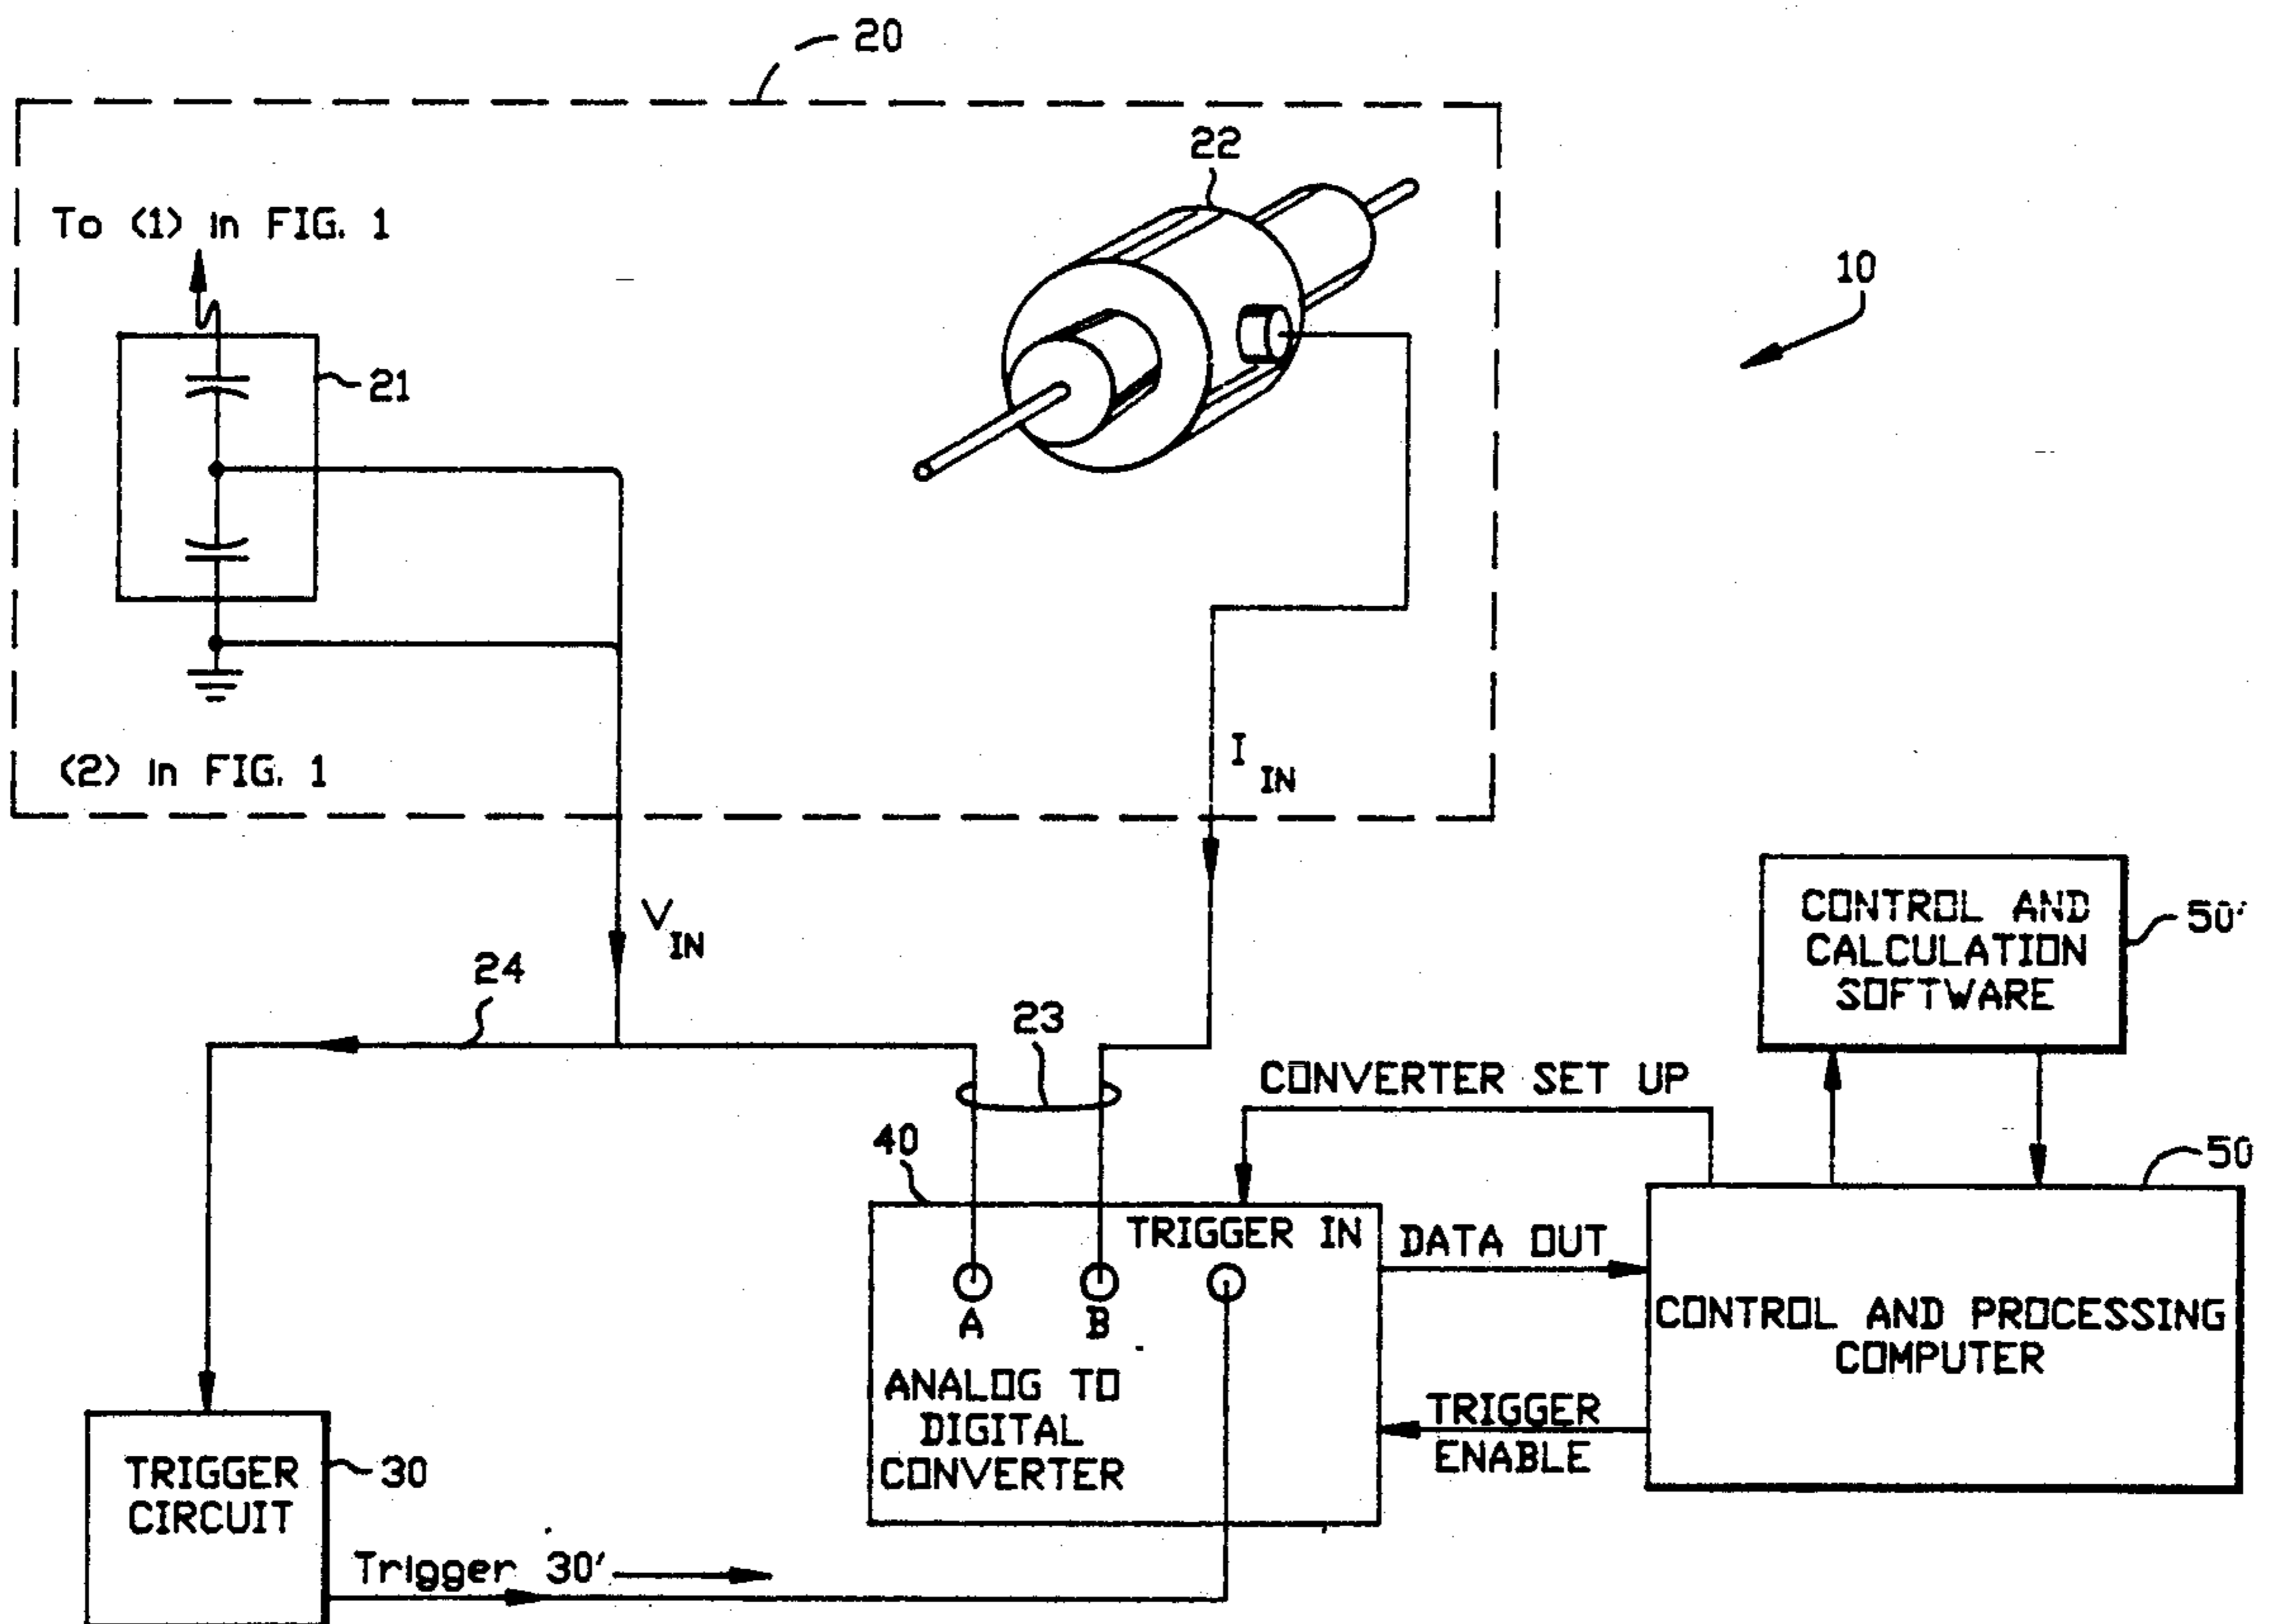 20
22
To (1) in FIG. 1
10
21
I IN
(2) in FIG. 1
V IN
CONTROL AND
CALCULATION
SOFTWARE
50'
24
23
CONVERTER SET UP
40
50
TRIGGER IN
DATA OUT
A
B
CONTROL AND PROCESSING
COMPUTER
ANALOG TO
DIGITAL
CONVERTER
TRIGGER
ENABLE
TRIGGER
CIRCUIT
30
Trigger 30'